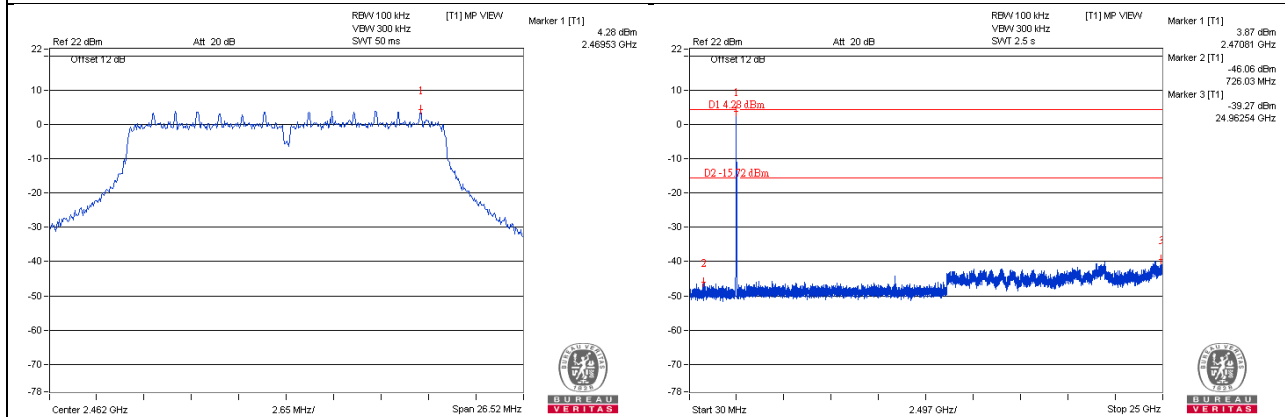 RBW 100 kHz
VBW 300 kHz
SWT 50 ms
[T1] MP VIEW
Ref 22 dBm
Att 20 dB
Marker 1 [T1]
4.28 dBm
2.46953 GHz
22
Offset 12 dB
10
0
-10
-20
-30
-40
-50
-60
-70
-78
1
Center 2.462 GHz
2.65 MHz/
Span 26.52 MHz
BUREAU VERITAS
1828
BUREAU
VERITAS
RBW 100 kHz
VBW 300 kHz
SWT 2.5 s
[T1] MP VIEW
Ref 22 dBm
Att 20 dB
Marker 1 [T1]
3.87 dBm
2.47081 GHz
Marker 2 [T1]
-46.06 dBm
726.03 MHz
Marker 3 [T1]
-39.27 dBm
24.96254 GHz
22
Offset 12 dB
10
0
-10
-20
-30
-40
-50
-60
-70
-78
1
D1 4.28 dBm
D2 -15.72 dBm
2
3
Start 30 MHz
2.497 GHz/
Stop 25 GHz
BUREAU VERITAS
1828
BUREAU
VERITAS